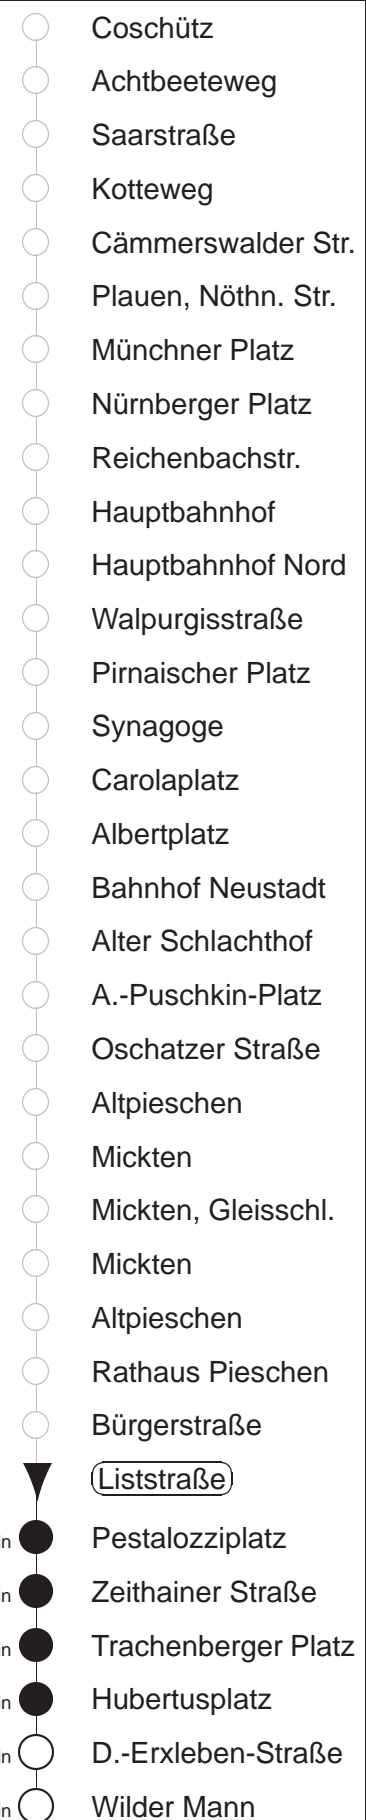 Coschütz
Achtbeeteweg
Saarstraße
Kotteweg
Cämmerswalder Str.
Plauen, Nöthn. Str.
Münchner Platz
Nürnberger Platz
Reichenbachstr.
Hauptbahnhof
Hauptbahnhof Nord
Walpurgisstraße
Pirnaischer Platz
Synagoge
Carolaplatz
Albertplatz
Bahnhof Neustadt
Alter Schlachthof
A.-Puschkin-Platz
Oschatzer Straße
Altpieschen
Mickten
Mickten, Gleisschl.
Mickten
Altpieschen
Rathaus Pieschen
Bürgerstraße
Liststraße
Pestalozziplatz
Zeithainer Straße
Trachenberger Platz
Hubertusplatz
D.-Erxleben-Straße
Wilder Mann